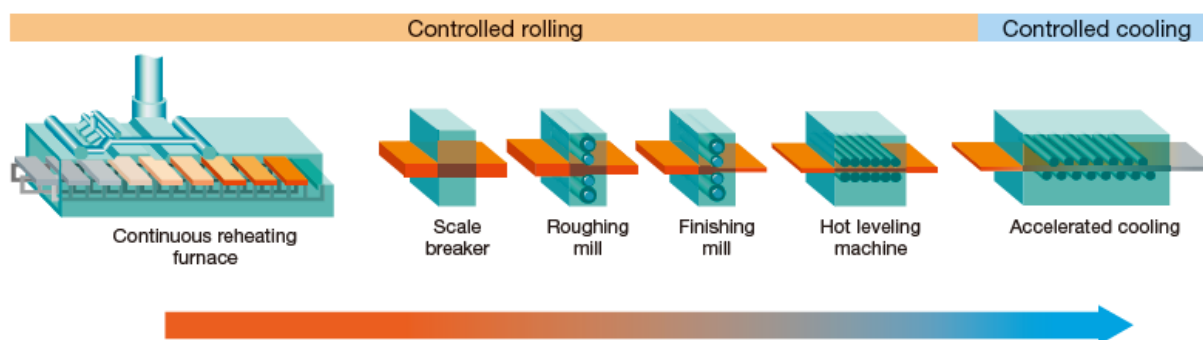 Controlled rolling
Controlled cooling
Continuous reheating
furnace
Scale
breaker
Roughing
mill
Finishing
mill
Hot leveling
machine
Accelerated cooling